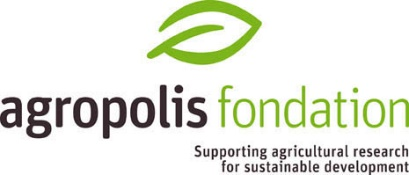 agropolis fondation
Supporting agricultural research
for sustainable development